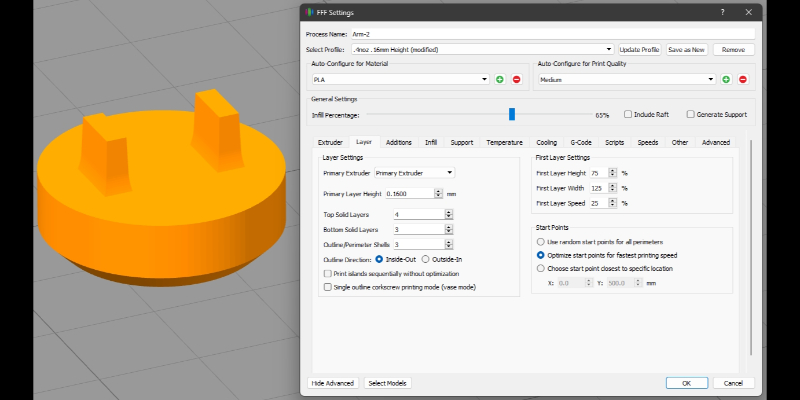 FFF Settings
Process Name: Arm-2
Select Profile: .4noz .16mm Height (modified) Update Profile Save as New Remove
Auto-Configure for Material Auto-Configure for Print Quality
PLA Medium
General Settings
Infill Percentage: 65% Include Raft Generate Support
Extruder Layer Additions Infill Support Temperature Cooling G-Code Scripts Speeds Other Advanced
Layer Settings
Primary Extruder Primary Extruder
Primary Layer Height 0.1600 mm
Top Solid Layers 4
Bottom Solid Layers 3
Outline/Perimeter Shells 3
Outline Direction: Inside-Out Outside-In
Print islands sequentially without optimization
Single outline corkscrew printing mode (vase mode)
First Layer Settings
First Layer Height 75 %
First Layer Width 125 %
First Layer Speed 25 %
Start Points
Use random start points for all perimeters
Optimize start points for fastest printing speed
Choose start point closest to specific location
X: 0.0 Y: 500.0 mm
Hide Advanced Select Models OK Cancel